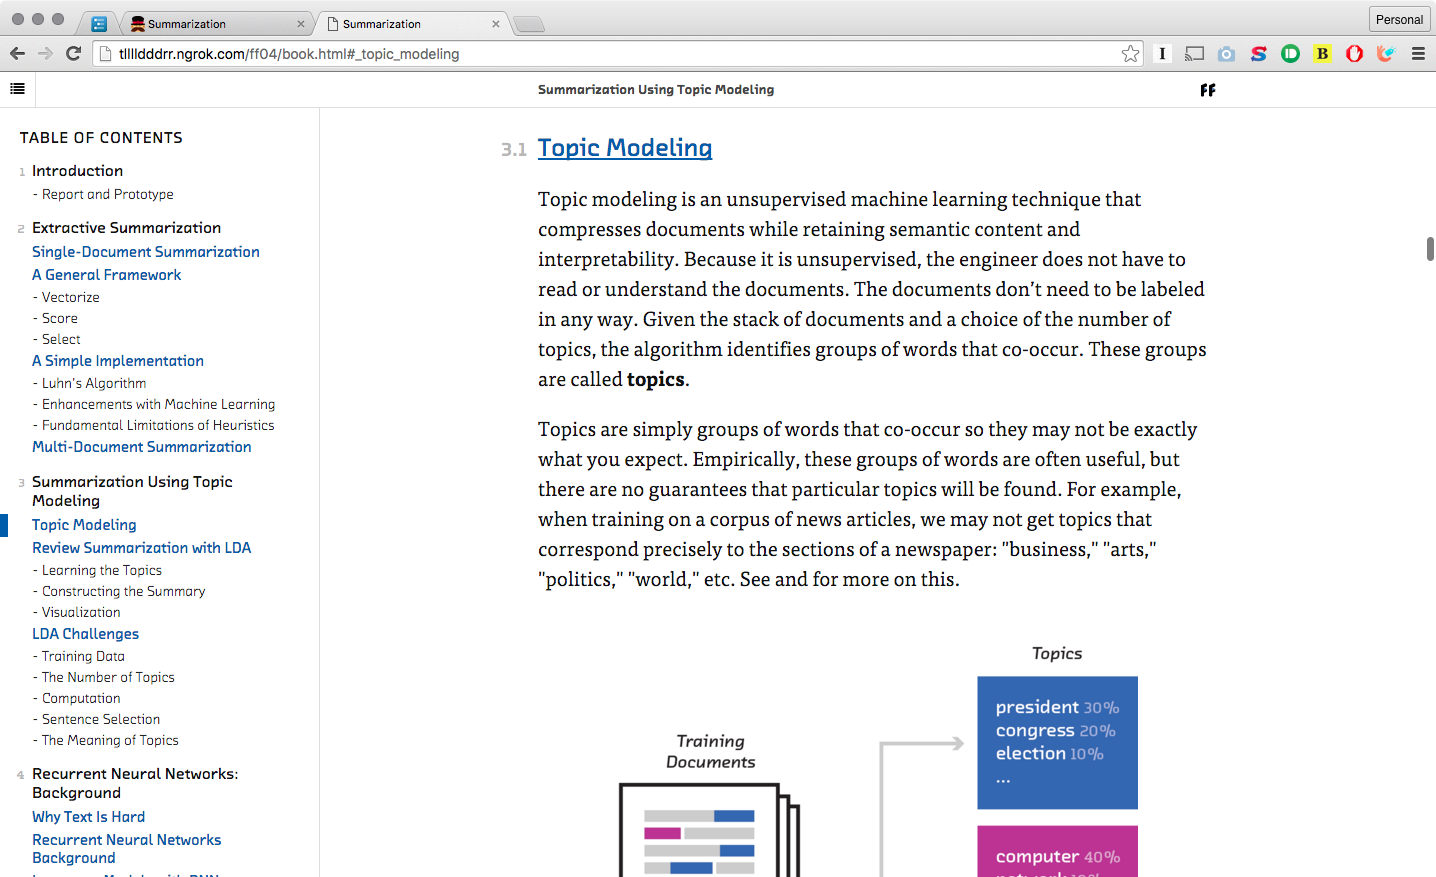 Summarization
Summarization
Personal
tllllddddrr.ngrok.com/ff04/book.html#_topic_modeling
Summarization Using Topic Modeling
FF
TABLE OF CONTENTS
1 Introduction
- Report and Prototype
2 Extractive Summarization
Single-Document Summarization
A General Framework
- Vectorize
- Score
- Select
A Simple Implementation
- Luhn's Algorithm
- Enhancements with Machine Learning
- Fundamental Limitations of Heuristics
Multi-Document Summarization
3 Summarization Using Topic
Modeling
Topic Modeling
Review Summarization with LDA
- Learning the Topics
- Constructing the Summary
- Visualization
LDA Challenges
- Training Data
- The Number of Topics
- Computation
- Sentence Selection
- The Meaning of Topics
4 Recurrent Neural Networks:
Background
Why Text Is Hard
Recurrent Neural Networks
Background
3.1 Topic Modeling
Topic modeling is an unsupervised machine learning technique that
compresses documents while retaining semantic content and
interpretability. Because it is unsupervised, the engineer does not have to
read or understand the documents. The documents don't need to be labeled
in any way. Given the stack of documents and a choice of the number of
topics, the algorithm identifies groups of words that co-occur. These groups
are called topics.
Topics are simply groups of words that co-occur so they may not be exactly
what you expect. Empirically, these groups of words are often useful, but
there are no guarantees that particular topics will be found. For example,
when training on a corpus of news articles, we may not get topics that
correspond precisely to the sections of a newspaper: "business," "arts,"
"politics," "world," etc. See and for more on this.
Training
Documents
Topics
president 30%
congress 20%
election 10%
...
computer 40%